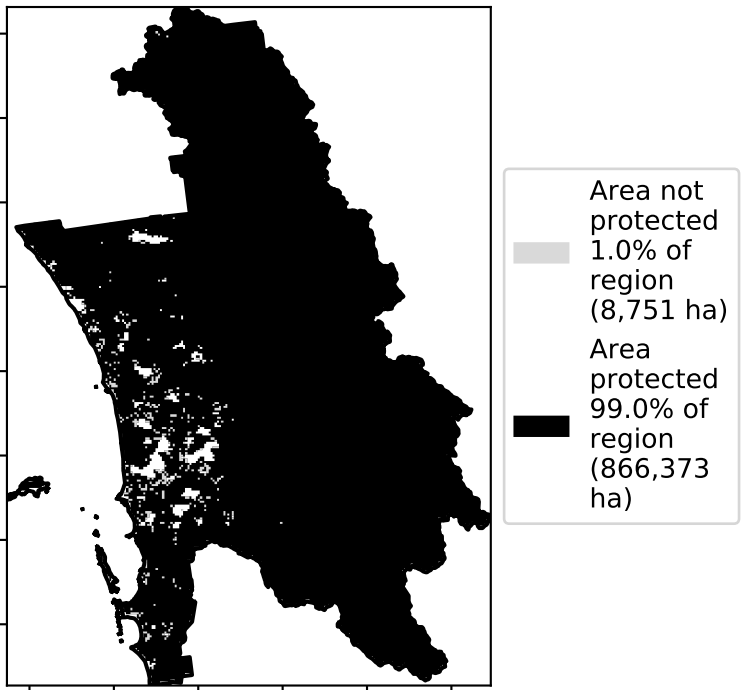 Area not
protected
1.0% of
region
(8,751 ha)
Area
protected
99.0% of
region
(866,373
ha)